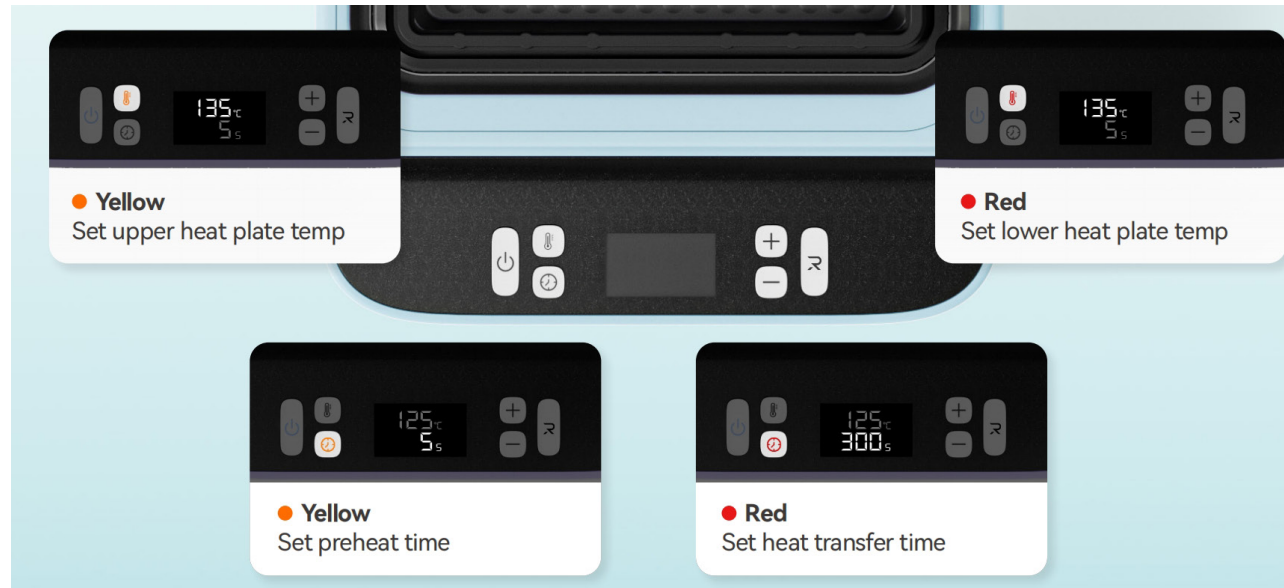 135℃
5s
Yellow
Set upper heat plate temp
135℃
5s
Red
Set lower heat plate temp
125℃
5s
Yellow
Set preheat time
125℃
300s
Red
Set heat transfer time